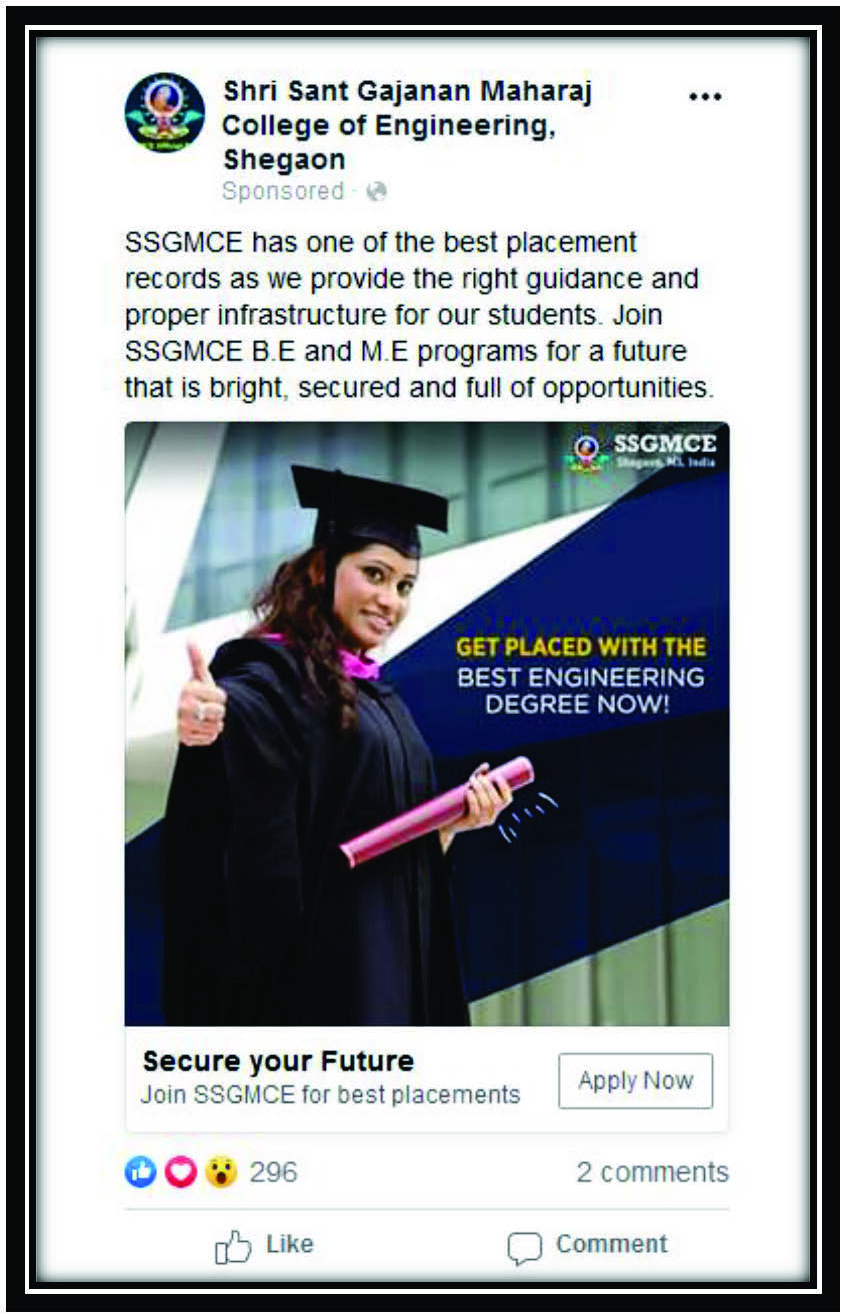 Shri Sant Gajanan Maharaj
College of Engineering,
Shegaon
Sponsored ·
SSGMCE has one of the best placement
records as we provide the right guidance and
proper infrastructure for our students. Join
SSGMCE B.E and M.E programs for a future
that is bright, secured and full of opportunities.
SSGMCE
Shegaon, MS, India
GET PLACED WITH THE
BEST ENGINEERING
DEGREE NOW!
Secure your Future
Join SSGMCE for best placements
Apply Now
296
2 comments
Like
Comment